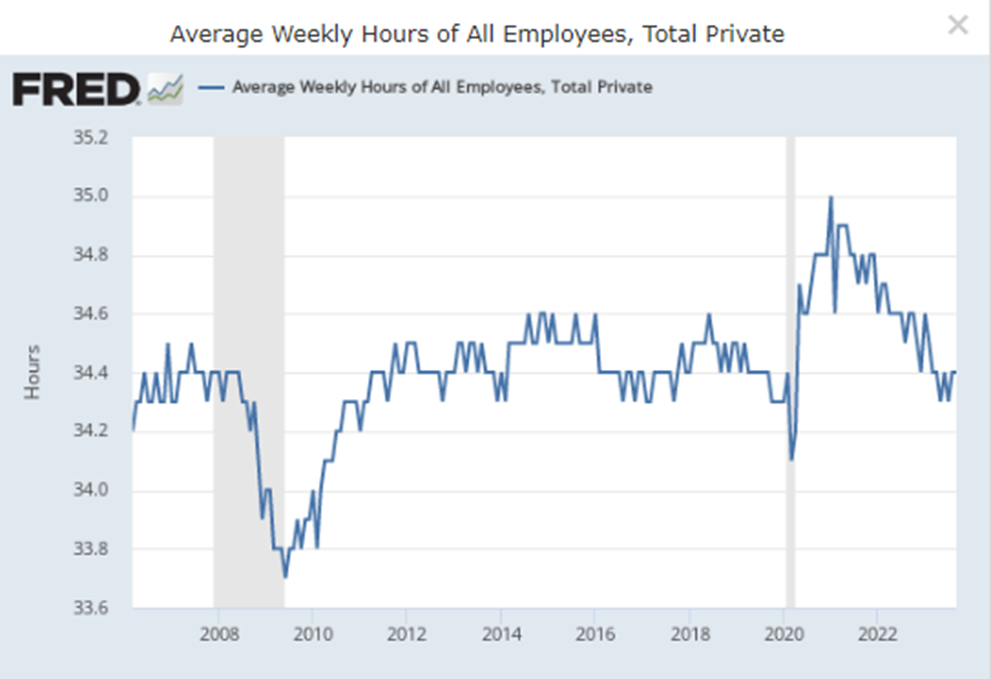 Average Weekly Hours of All Employees, Total Private
×
FRED
Average Weekly Hours of All Employees, Total Private
35.2
35.0
34.8
34.6
34.4
34.2
34.0
33.8
33.6
Hours
2008 2010 2012 2014 2016 2018 2020 2022